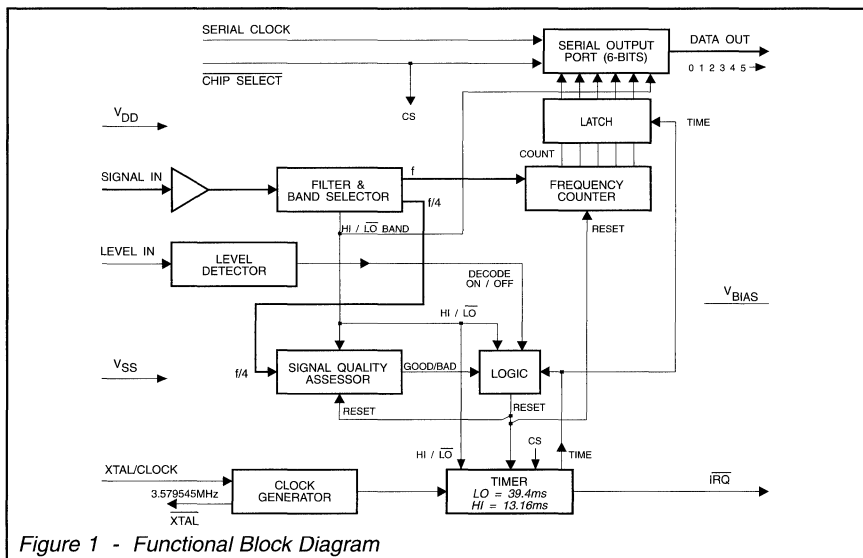 SERIAL CLOCK
CHIP SELECT
CS
SERIAL OUTPUT
PORT (6-BITS)
DATA OUT
0 1 2 3 4 5
VDD
LATCH
TIME
COUNT
SIGNAL IN
FILTER &
BAND SELECTOR
f
f/4
FREQUENCY
COUNTER
HI / LO BAND
RESET
LEVEL IN
LEVEL
DETECTOR
DECODE
ON / OFF
VBIAS
HI / LO
VSS
f/4
SIGNAL QUALITY
ASSESSOR
GOOD/BAD
LOGIC
RESET
RESET
CS
HI / LO
TIME
XTAL/CLOCK
3.579545MHz
XTAL
CLOCK
GENERATOR
TIMER
LO = 39.4ms
HI = 13.16ms
IRQ
Figure 1 - Functional Block Diagram